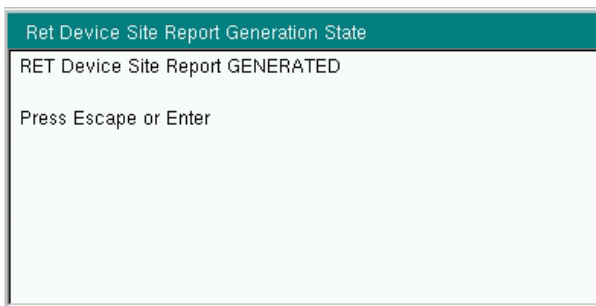 Ret Device Site Report Generation State
RET Device Site Report GENERATED
Press Escape or Enter